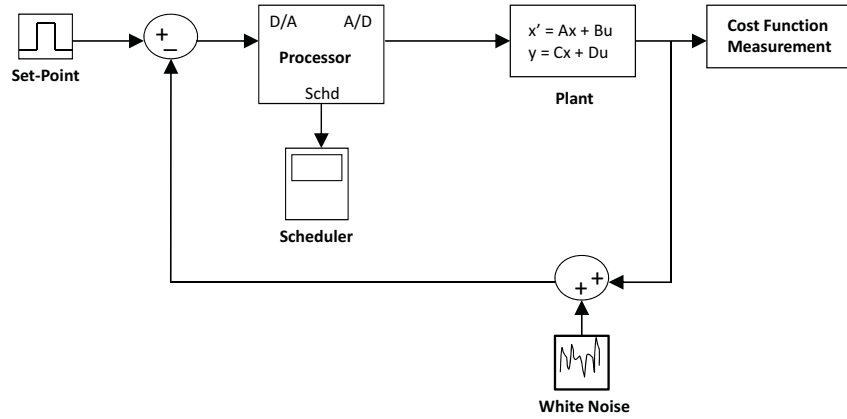 D/A A/D
Processor
Schd
x' = Ax + Bu
y = Cx + Du
Cost Function
Measurement
+
−
Set-Point
Plant
Scheduler
+
+
White Noise